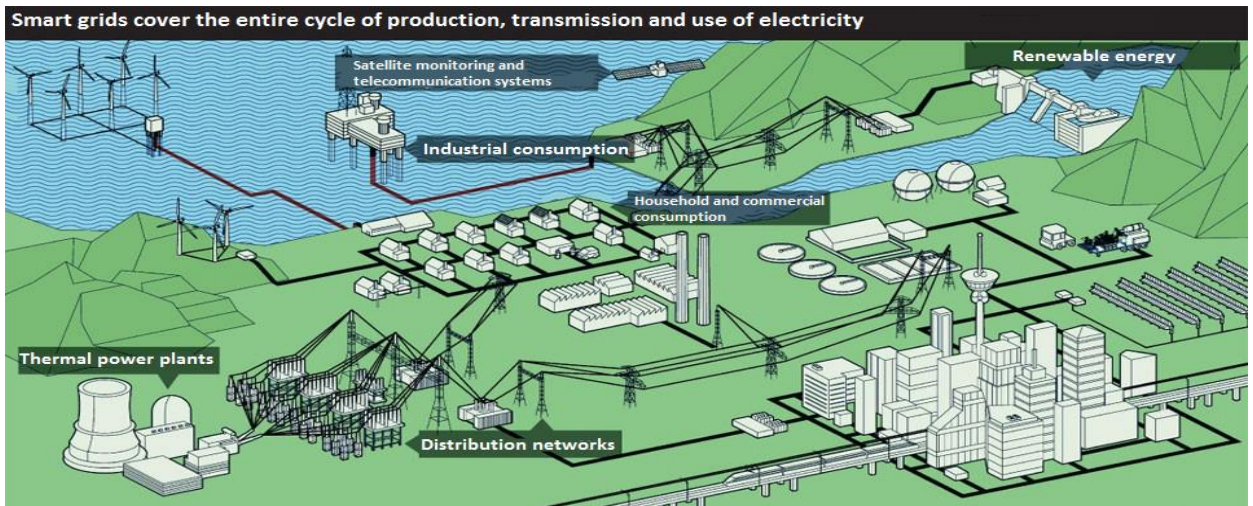 Smart grids cover the entire cycle of production, transmission and use of electricity
Satellite monitoring and
telecommunication systems
Renewable energy
Industrial consumption
Household and commercial
consumption
Thermal power plants
Distribution networks